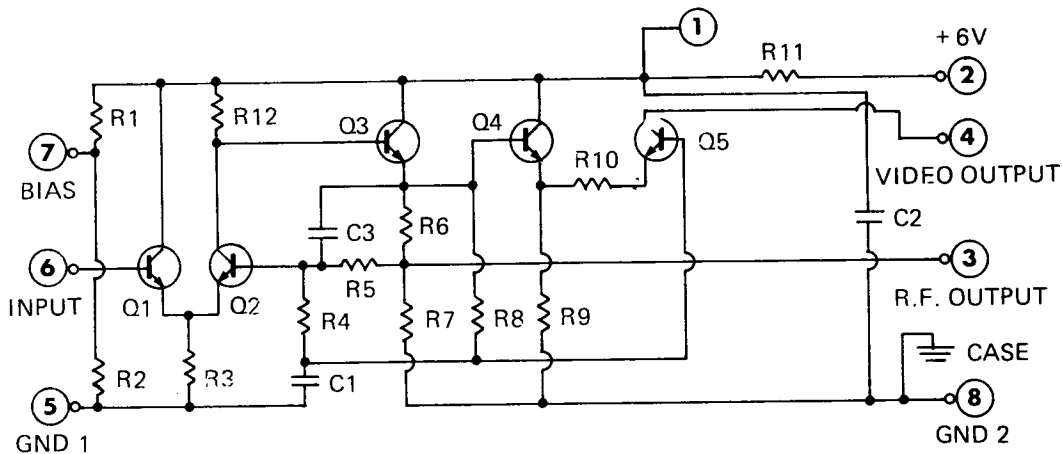 1
+ 6V
R11
2
R1
R12
Q3
Q4
Q5
4
7
BIAS
R10
VIDEO OUTPUT
R6
C3
C2
6
INPUT
Q1
Q2
R5
3
R.F. OUTPUT
R4
R7
R8
R9
R2
R3
C1
CASE
5
GND 1
8
GND 2